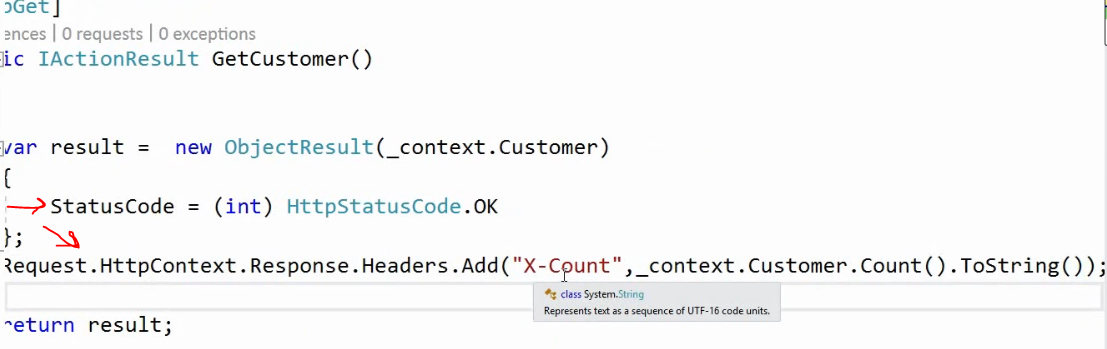 oGet]
ences | 0 requests | 0 exceptions
ic IActionResult GetCustomer()
var result =  new ObjectResult(_context.Customer)
{
StatusCode = (int) HttpStatusCode.OK
};
Request.HttpContext.Response.Headers.Add("X-Count",_context.Customer.Count().ToString());
class System.String
Represents text as a sequence of UTF-16 code units.
return result;